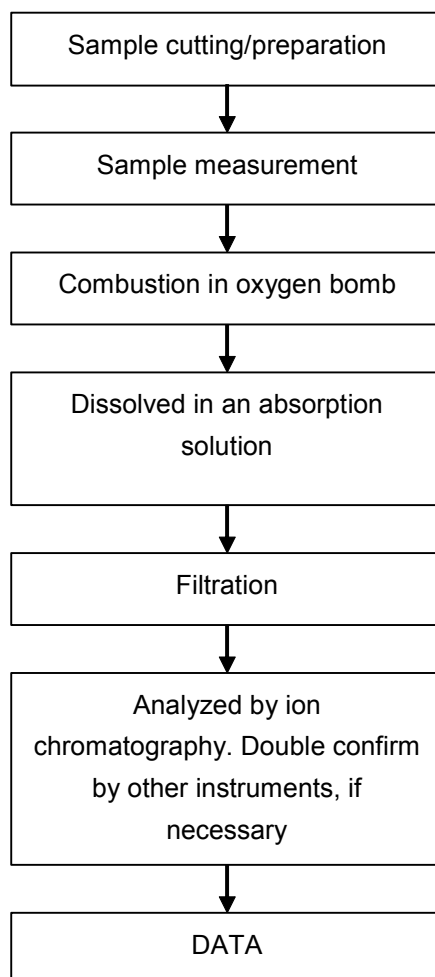 Sample cutting/preparation
Sample measurement
Combustion in oxygen bomb
Dissolved in an absorption
solution
Filtration
Analyzed by ion
chromatography. Double confirm
by other instruments, if
necessary
DATA